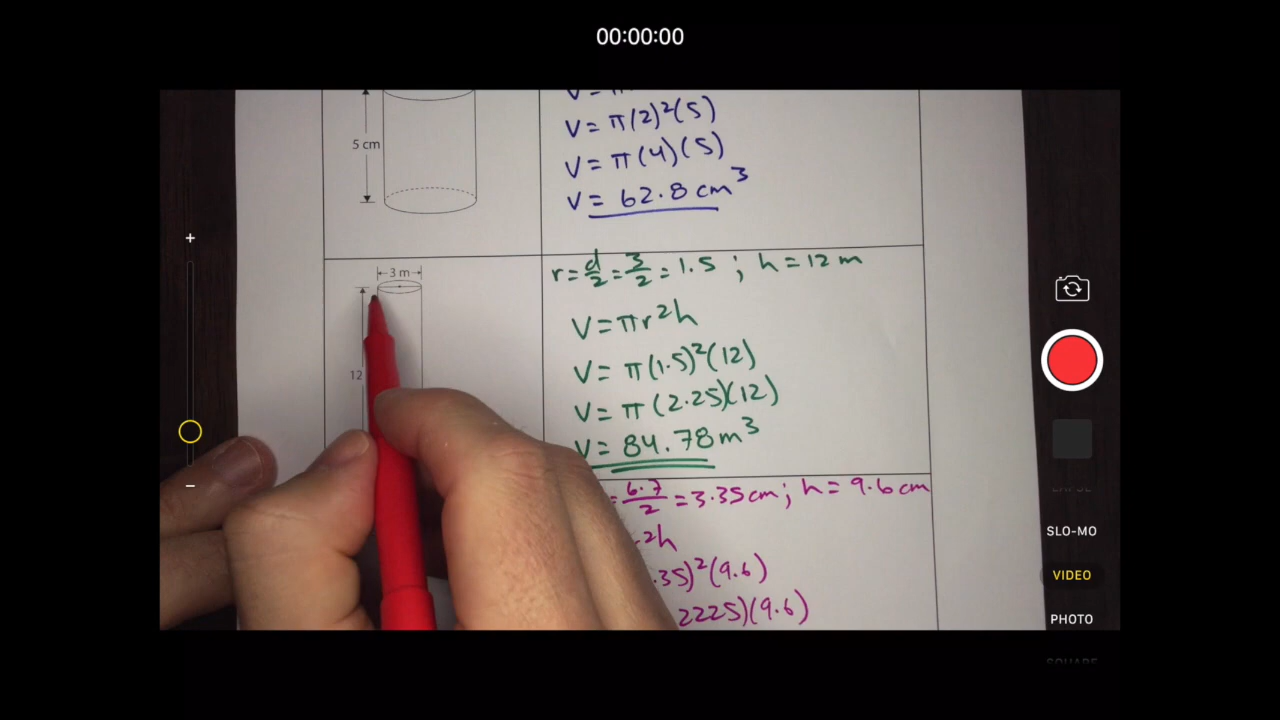 00:00:00
V = π(2)²(5)
5 cm
V = π(4)(5)
V = 62.8 cm³
3 m
r = d/2 = 3/2 = 1.5 ; h = 12 m
V = πr²h
V = π(1.5)²(12)
12
V = π(2.25)(12)
V = 84.78 m³
= 6.7/2 = 3.35 cm ; h = 9.6 cm
r²h
.35)²(9.6)
2225)(9.6)
SLO-MO
VIDEO
PHOTO